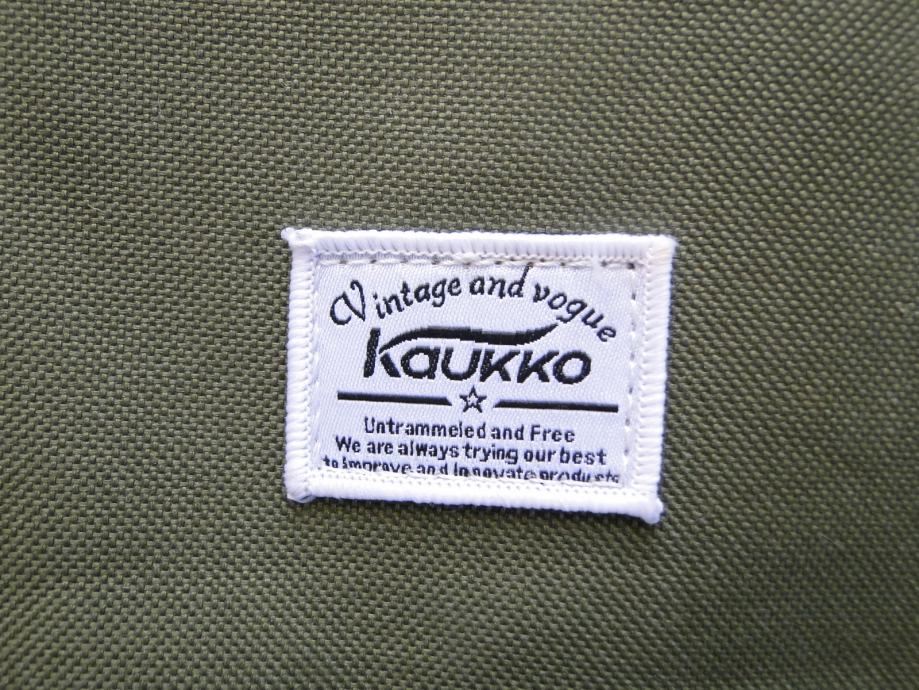 Vintage and vogue
kaukko
Untrammeled and Free
We are always trying our best
to improve and innovate products